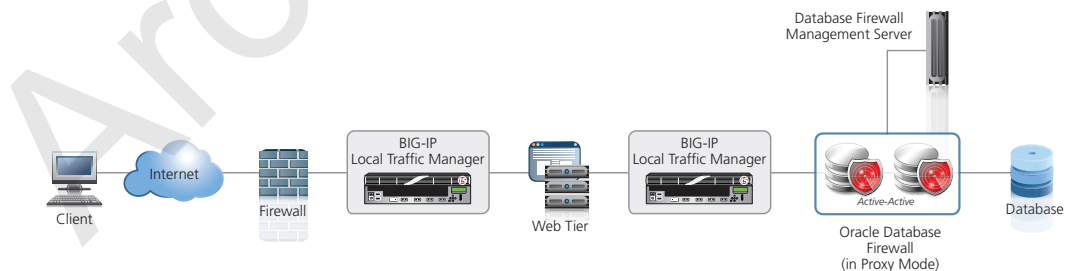 Database Firewall
Management Server
BIG-IP
Local Traffic Manager
BIG-IP
Local Traffic Manager
Internet
Client
Firewall
Web Tier
Active-Active
Database
Oracle Database
Firewall
(in Proxy Mode)